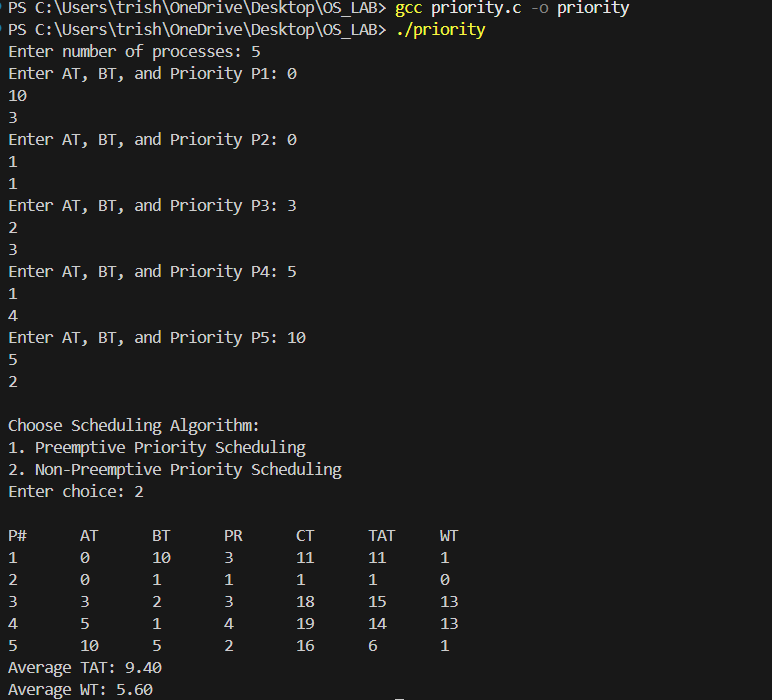 PS C:\Users\trish\OneDrive\Desktop\OS_LAB> gcc priority.c -o priority
PS C:\Users\trish\OneDrive\Desktop\OS_LAB> ./priority
Enter number of processes: 5
Enter AT, BT, and Priority P1: 0
10
3
Enter AT, BT, and Priority P2: 0
1
1
Enter AT, BT, and Priority P3: 3
2
3
Enter AT, BT, and Priority P4: 5
1
4
Enter AT, BT, and Priority P5: 10
5
2

Choose Scheduling Algorithm:
1. Preemptive Priority Scheduling
2. Non-Preemptive Priority Scheduling
Enter choice: 2

P#      AT      BT      PR      CT      TAT     WT
1       0       10      3       11      11      1
2       0       1       1       1       1       0
3       3       2       3       18      15      13
4       5       1       4       19      14      13
5       10      5       2       16      6       1
Average TAT: 9.40
Average WT: 5.60